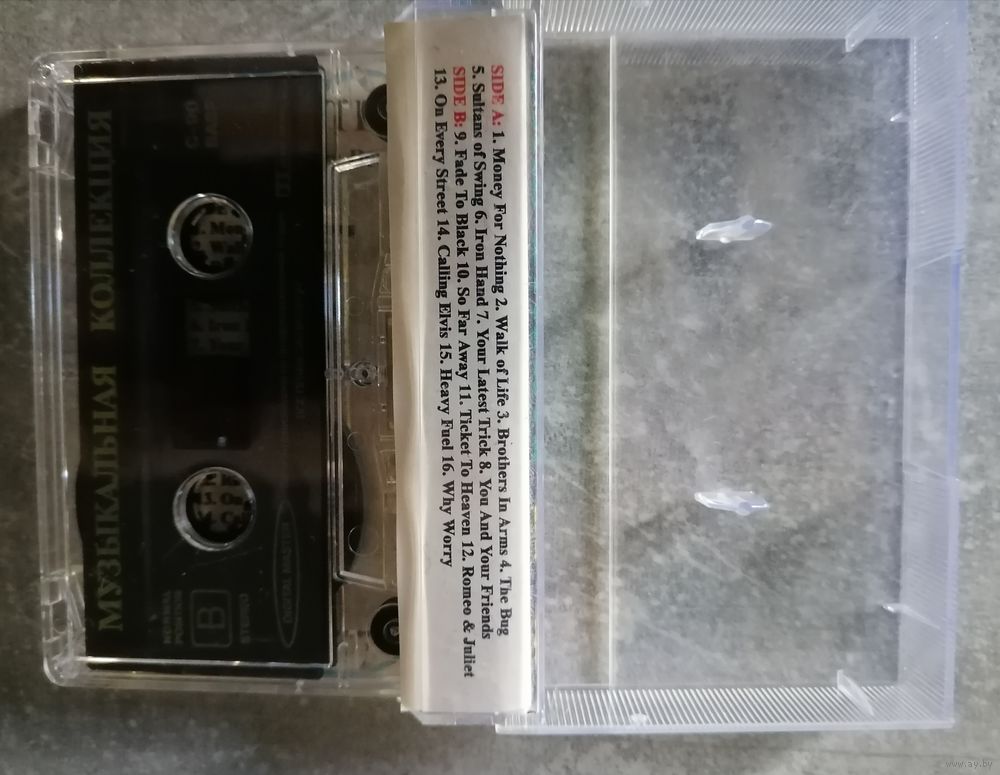 SIDE A: 1. Money For Nothing 2. Walk of Life 3. Brothers In Arms 4. The Bug
5. Sultans of Swing 6. Iron Hand 7. Your Latest Trick 8. You And Your Friends
SIDE B: 9. Fade To Black 10. So Far Away 11. Ticket To Heaven 12. Romeo & Juliet
13. On Every Street 14. Calling Elvis 15. Heavy Fuel 16. Why Worry
МУЗЫКАЛЬНАЯ КОЛЛЕКЦИЯ
B
www.ay.by